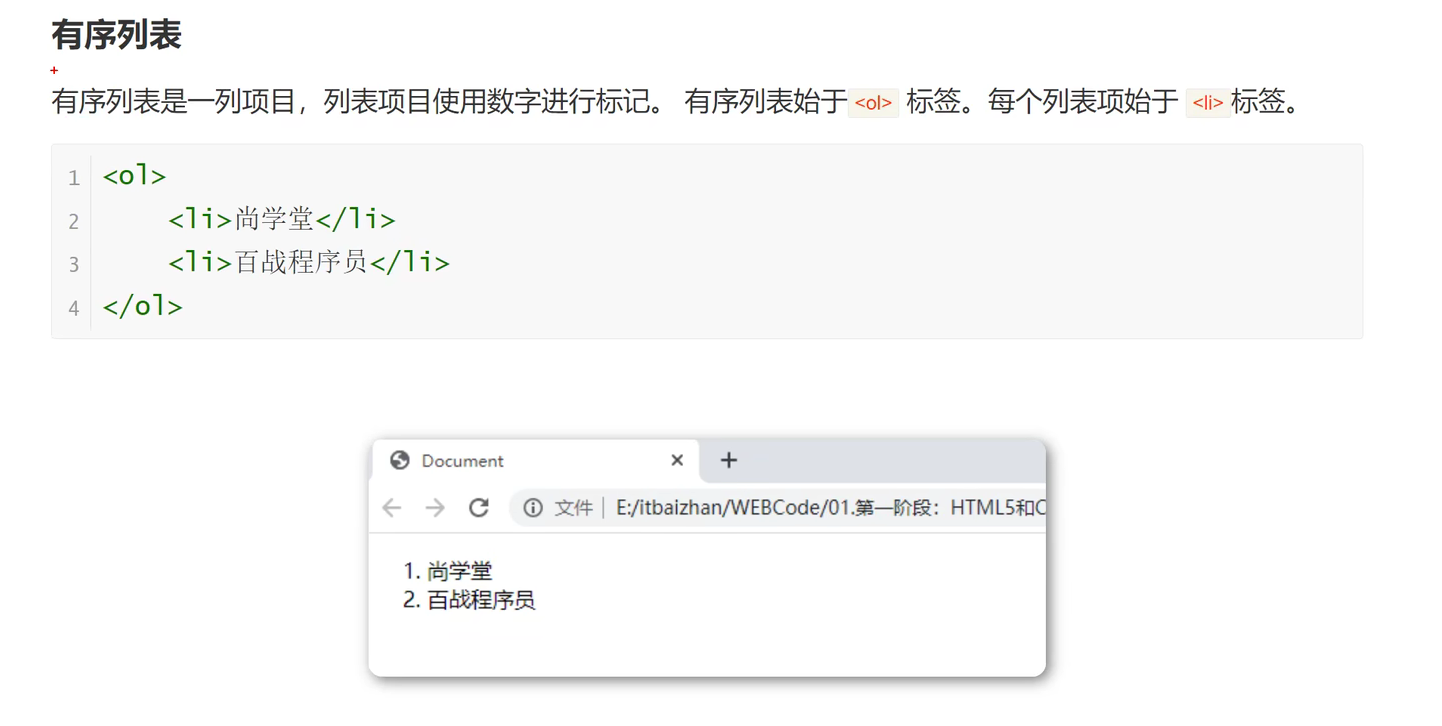 有序列表
有序列表是一列项目，列表项目使用数字进行标记。 有序列表始于<ol> 标签。每个列表项始于 <li>标签。
1 <ol>
2     <li>尚学堂</li>
3     <li>百战程序员</li>
4 </ol>
Document
文件 | E:/itbaizhan/WEBCode/01.第一阶段：HTML5和C
1. 尚学堂
2. 百战程序员